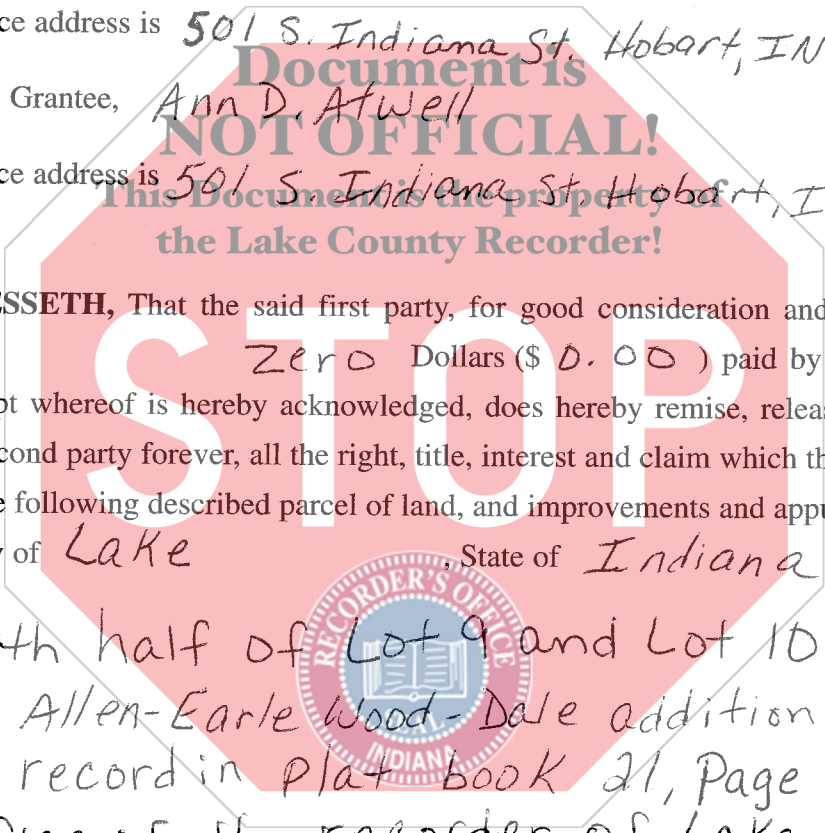 ce address is 501 S. Indiana St. Hobart, IN
Document is
Grantee, Ann D. Atwell
NOT OFFICIAL!
ce address is 501 S. Indiana St. Hobart, I
This Document is the property of
the Lake County Recorder!
ESSETH, That the said first party, for good consideration and
zero Dollars ($ 0.00 ) paid by
pt whereof is hereby acknowledged, does hereby remise, releas
cond party forever, all the right, title, interest and claim which th
e following described parcel of land, and improvements and appu
y of Lake , State of Indiana
STOP
RECORDER'S OFFICE
SEAL
INDIANA
th half of Lot 9 and Lot 10
Allen-Earle Wood-Dale addition
record in plat book 21, Page
recorder of Lake